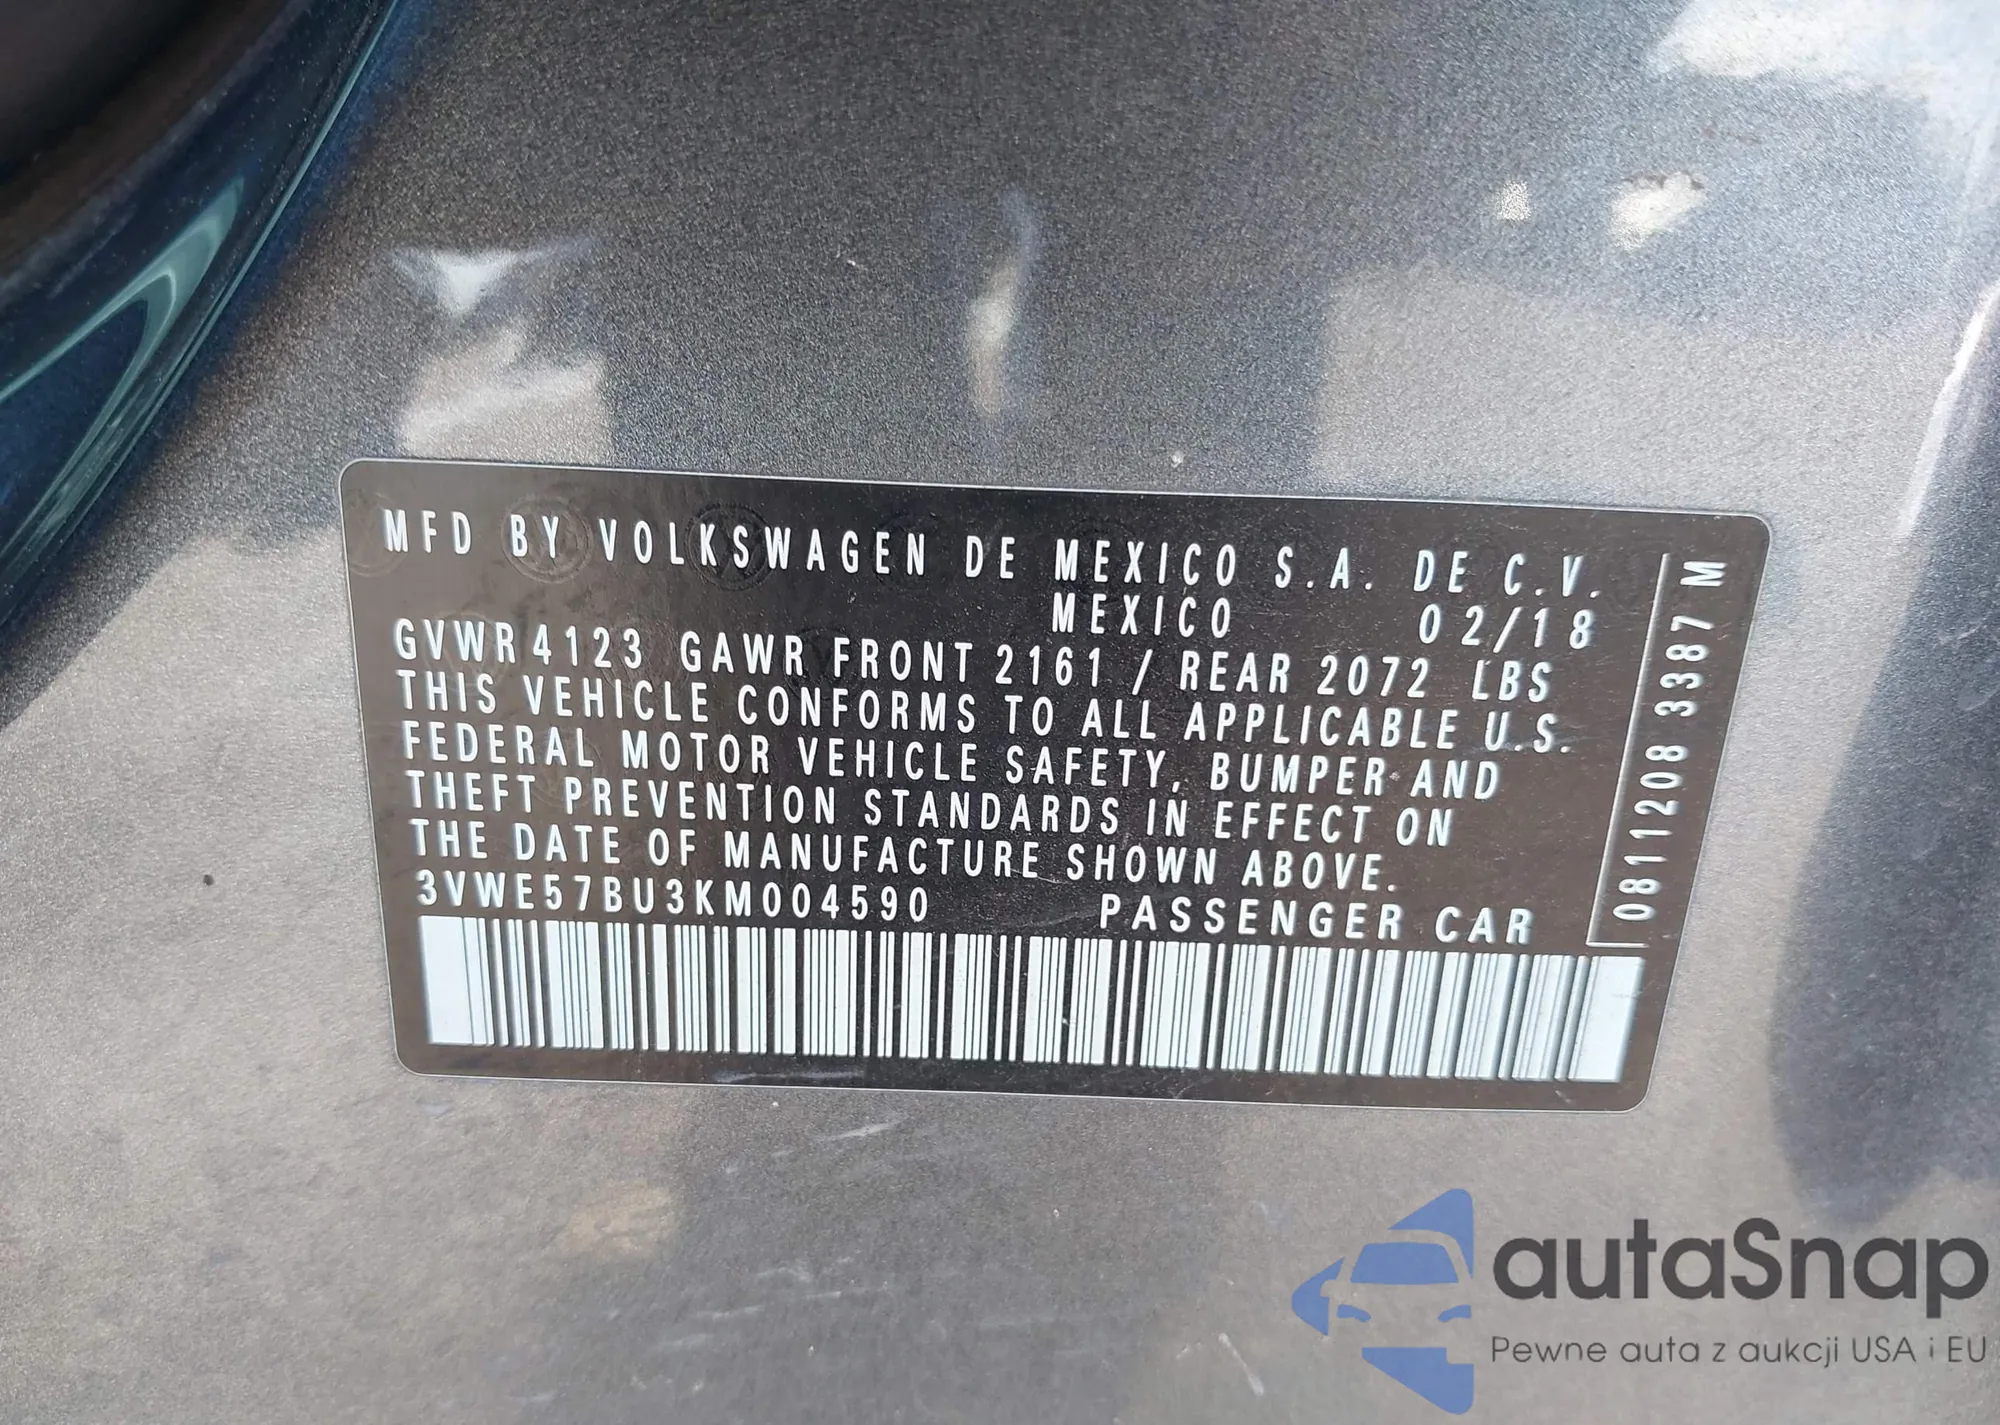 MFD BY VOLKSWAGEN DE MEXICO S.A. DE C.V.
MEXICO 02/18
GVWR 4123 GAWR FRONT 2161 / REAR 2072 LBS
THIS VEHICLE CONFORMS TO ALL APPLICABLE U.S.
FEDERAL MOTOR VEHICLE SAFETY, BUMPER AND
THEFT PREVENTION STANDARDS IN EFFECT ON
THE DATE OF MANUFACTURE SHOWN ABOVE.
3VWE57BU3KM004590 PASSENGER CAR
0811208 3387 M
autaSnap
Pewne auta z aukcji USA i EU